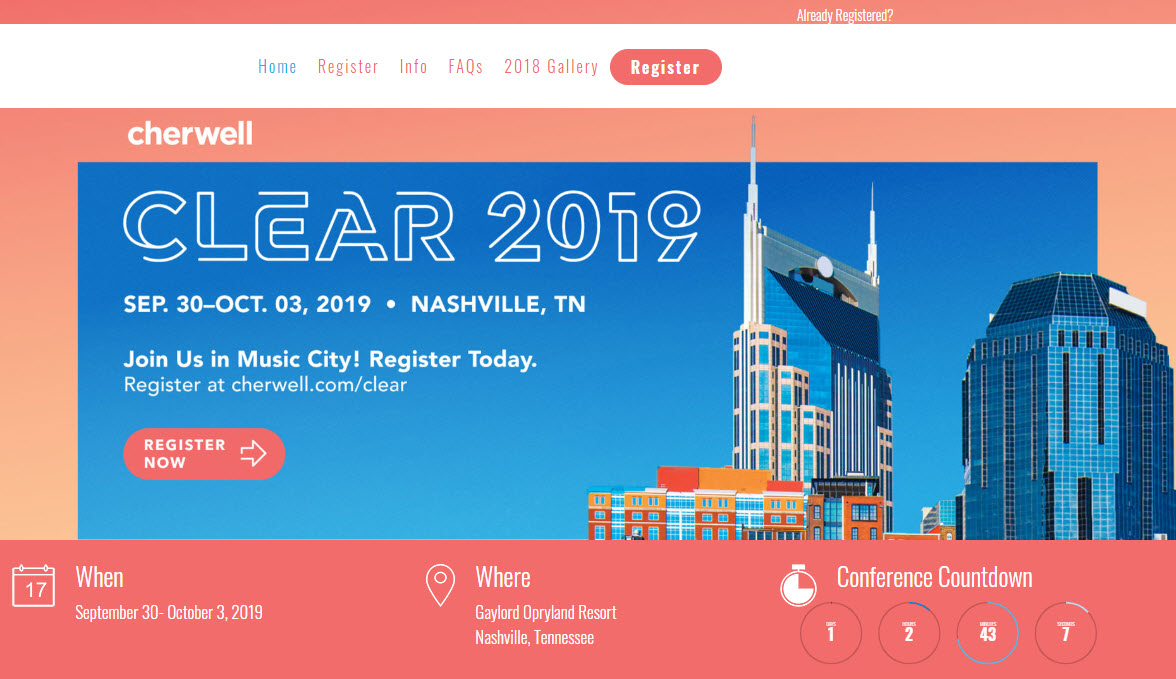 Already Registered?
Home Register Info FAQs 2018 Gallery Register
cherwell
CLEAR 2019
SEP. 30–OCT. 03, 2019 • NASHVILLE, TN
Join Us in Music City! Register Today.
Register at cherwell.com/clear
REGISTER
NOW
17
When
September 30- October 3, 2019
Where
Gaylord Opryland Resort
Nashville, Tennessee
Conference Countdown
DAYS HOURS MINUTES SECONDS
1 2 43 7